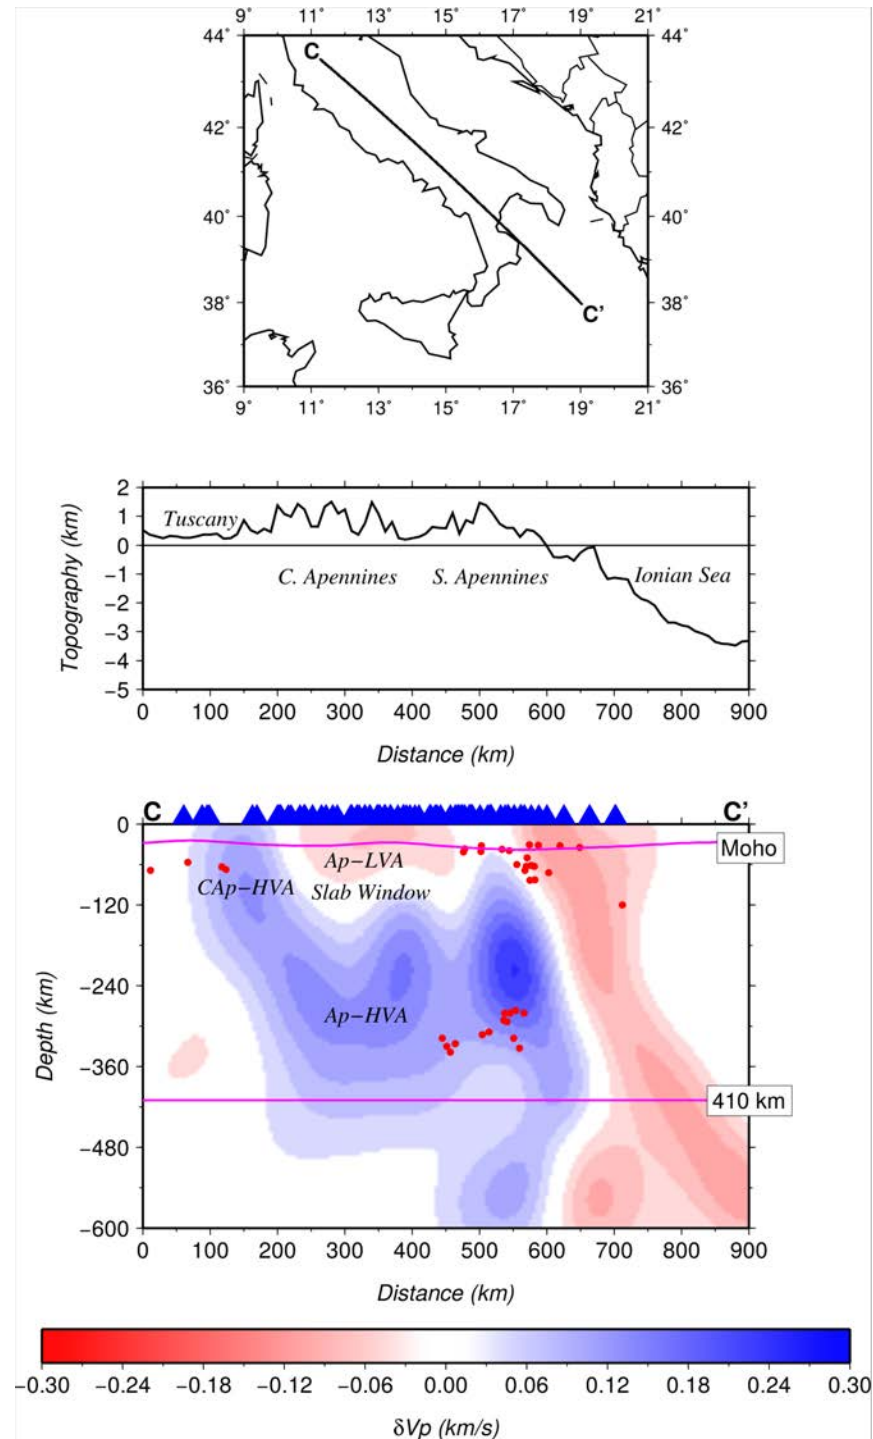 9° 11° 13° 15° 17° 19° 21°
44° 44°
C
42° 42°
40° 40°
38° 38°
C'
36° 36°
9° 11° 13° 15° 17° 19° 21°
2
1
0
−1
−2
−3
−4
−5
Topography (km)
Tuscany
C. Apennines S. Apennines Ionian Sea
0 100 200 300 400 500 600 700 800 900
Distance (km)
C C'
0
−120
−240
−360
−480
−600
Depth (km)
Moho
Ap−LVA
CAp−HVA Slab Window
Ap−HVA
410 km
0 100 200 300 400 500 600 700 800 900
Distance (km)
−0.30 −0.24 −0.18 −0.12 −0.06 0.00 0.06 0.12 0.18 0.24 0.30
δVp (km/s)